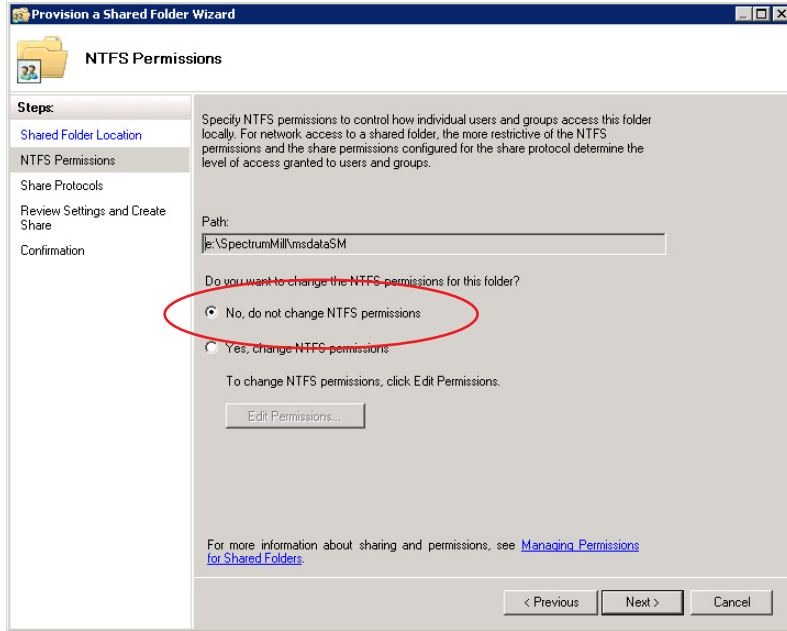 Provision a Shared Folder Wizard
NTFS Permissions
Steps:
Shared Folder Location
NTFS Permissions
Share Protocols
Review Settings and Create
Share
Confirmation
Specify NTFS permissions to control how individual users and groups access this folder
locally. For network access to a shared folder, the more restrictive of the NTFS
permissions and the share permissions configured for the share protocol determine the
level of access granted to users and groups.
Path:
e:\SpectrumMill\msdataSM
Do you want to change the NTFS permissions for this folder?
No, do not change NTFS permissions
Yes, change NTFS permissions
To change NTFS permissions, click Edit Permissions.
Edit Permissions...
For more information about sharing and permissions, see Managing Permissions
for Shared Folders.
< Previous
Next >
Cancel